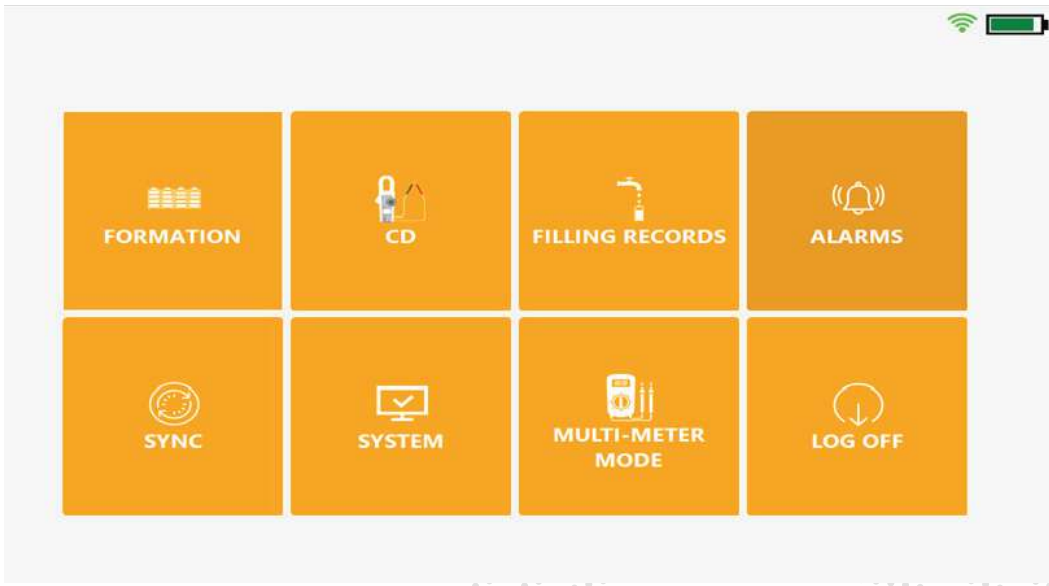 FORMATION
CD
FILLING RECORDS
ALARMS
SYNC
SYSTEM
MULTI-METER
MODE
LOG OFF